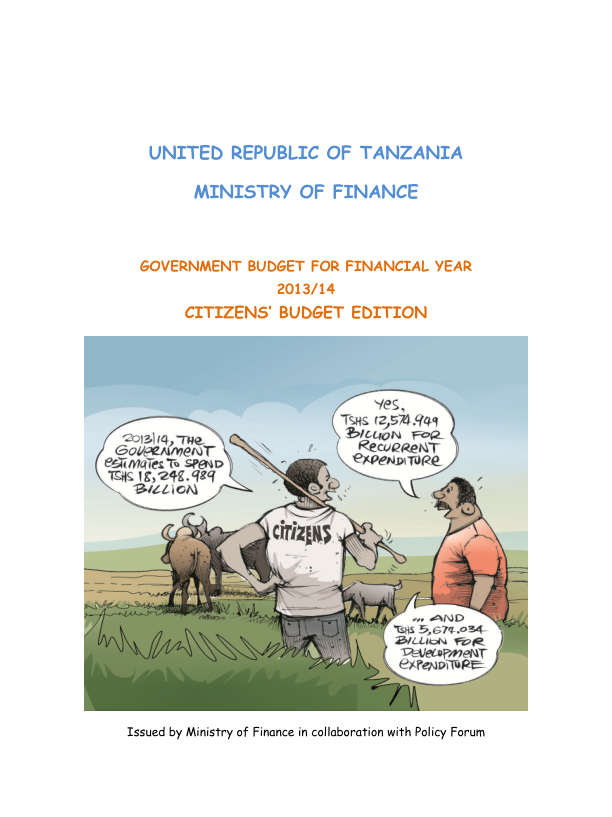 UNITED REPUBLIC OF TANZANIA
MINISTRY OF FINANCE
GOVERNMENT BUDGET FOR FINANCIAL YEAR
2013/14
CITIZENS' BUDGET EDITION
2013/14, THE
GOVERNMENT
ESTIMATES TO SPEND
TSHS 18,248.989
BILLION
YES,
TSHS 12,574.949
BILLION FOR
RECURRENT
EXPENDITURE
CITIZENS
... AND
TSHS 5,674.034
BILLION FOR
DEVELOPMENT
EXPENDITURE
Issued by Ministry of Finance in collaboration with Policy Forum